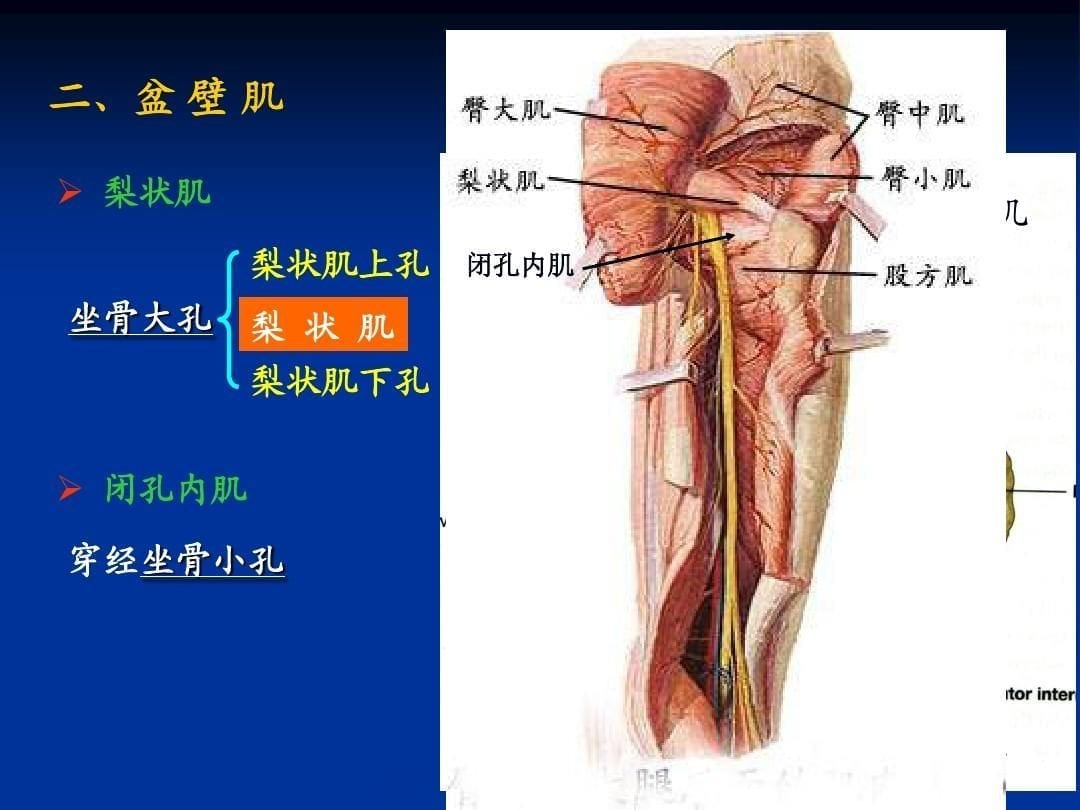 二、盆壁肌
梨状肌
坐骨大孔
梨状肌上孔
梨状肌
梨状肌下孔
闭孔内肌
穿经坐骨小孔
臀大肌
梨状肌
闭孔内肌
臀中肌
臀小肌
股方肌
肌
tor inter
腿